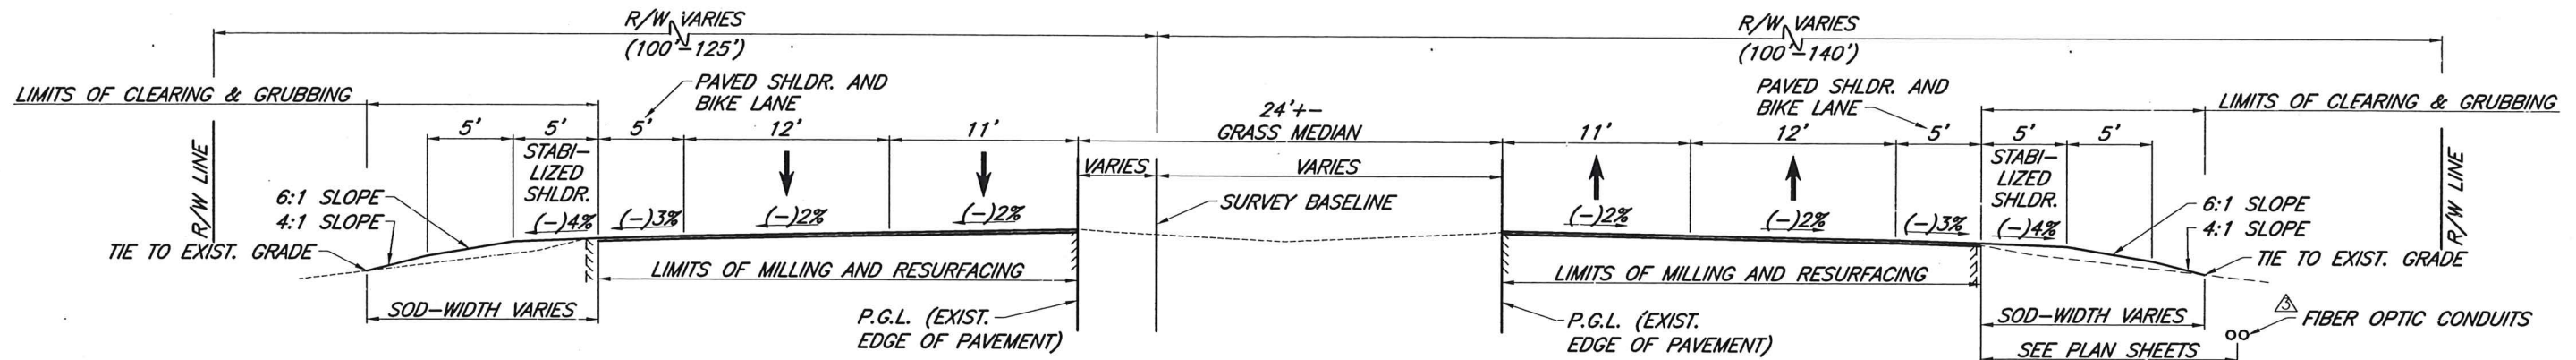 R/W VARIES
(100'-125')
R/W VARIES
(100'-140')
LIMITS OF CLEARING & GRUBBING
PAVED SHLDR. AND
BIKE LANE
24'+-
GRASS MEDIAN
PAVED SHLDR. AND
BIKE LANE
LIMITS OF CLEARING & GRUBBING
5'
5'
5'
12'
11'
11'
12'
5'
5'
5'
R/W LINE
STABI-
LIZED
SHLDR.
VARIES
VARIES
STABI-
LIZED
SHLDR.
R/W LINE
6:1 SLOPE
4:1 SLOPE
TIE TO EXIST. GRADE
(-)4%
(-)3%
(-)2%
(-)2%
SURVEY BASELINE
(-)2%
(-)2%
(-)3%
(-)4%
6:1 SLOPE
4:1 SLOPE
TIE TO EXIST. GRADE
LIMITS OF MILLING AND RESURFACING
LIMITS OF MILLING AND RESURFACING
SOD-WIDTH VARIES
P.G.L. (EXIST.
EDGE OF PAVEMENT)
P.G.L. (EXIST.
EDGE OF PAVEMENT)
SOD-WIDTH VARIES
3
FIBER OPTIC CONDUITS
SEE PLAN SHEETS